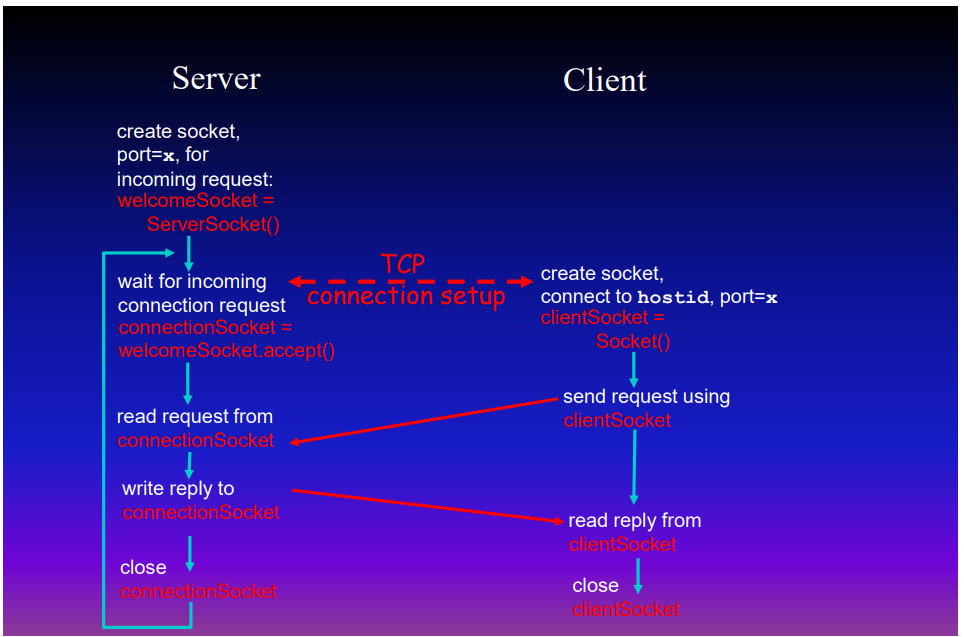 Server
create socket,
port=x, for
incoming request:
welcomeSocket =
ServerSocket()
wait for incoming
connection request
connectionSocket =
welcomeSocket.accept()
read request from
connectionSocket
write reply to
connectionSocket
close
connectionSocket
TCP
connection setup
Client
create socket,
connect to hostid, port=x
clientSocket =
Socket()
send request using
clientSocket
read reply from
clientSocket
close
clientSocket